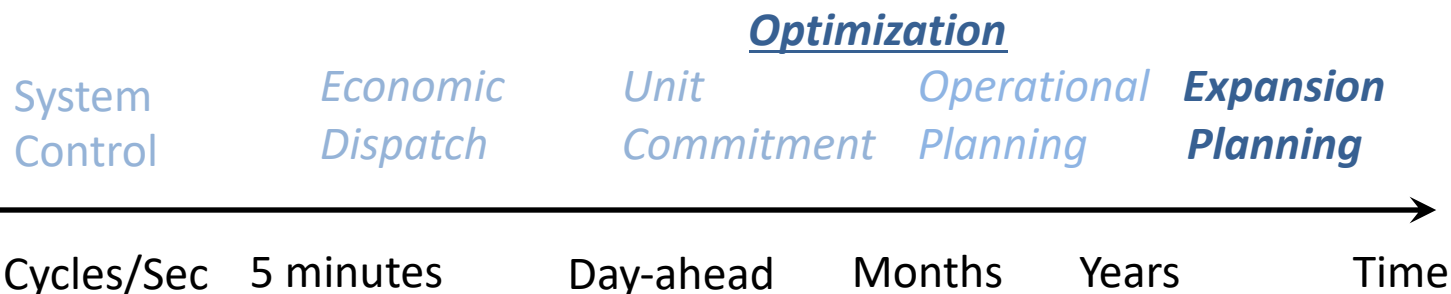 Optimization
System Control
Economic Dispatch
Unit Commitment
Operational Planning
Expansion Planning
Cycles/Sec
5 minutes
Day-ahead
Months
Years
Time